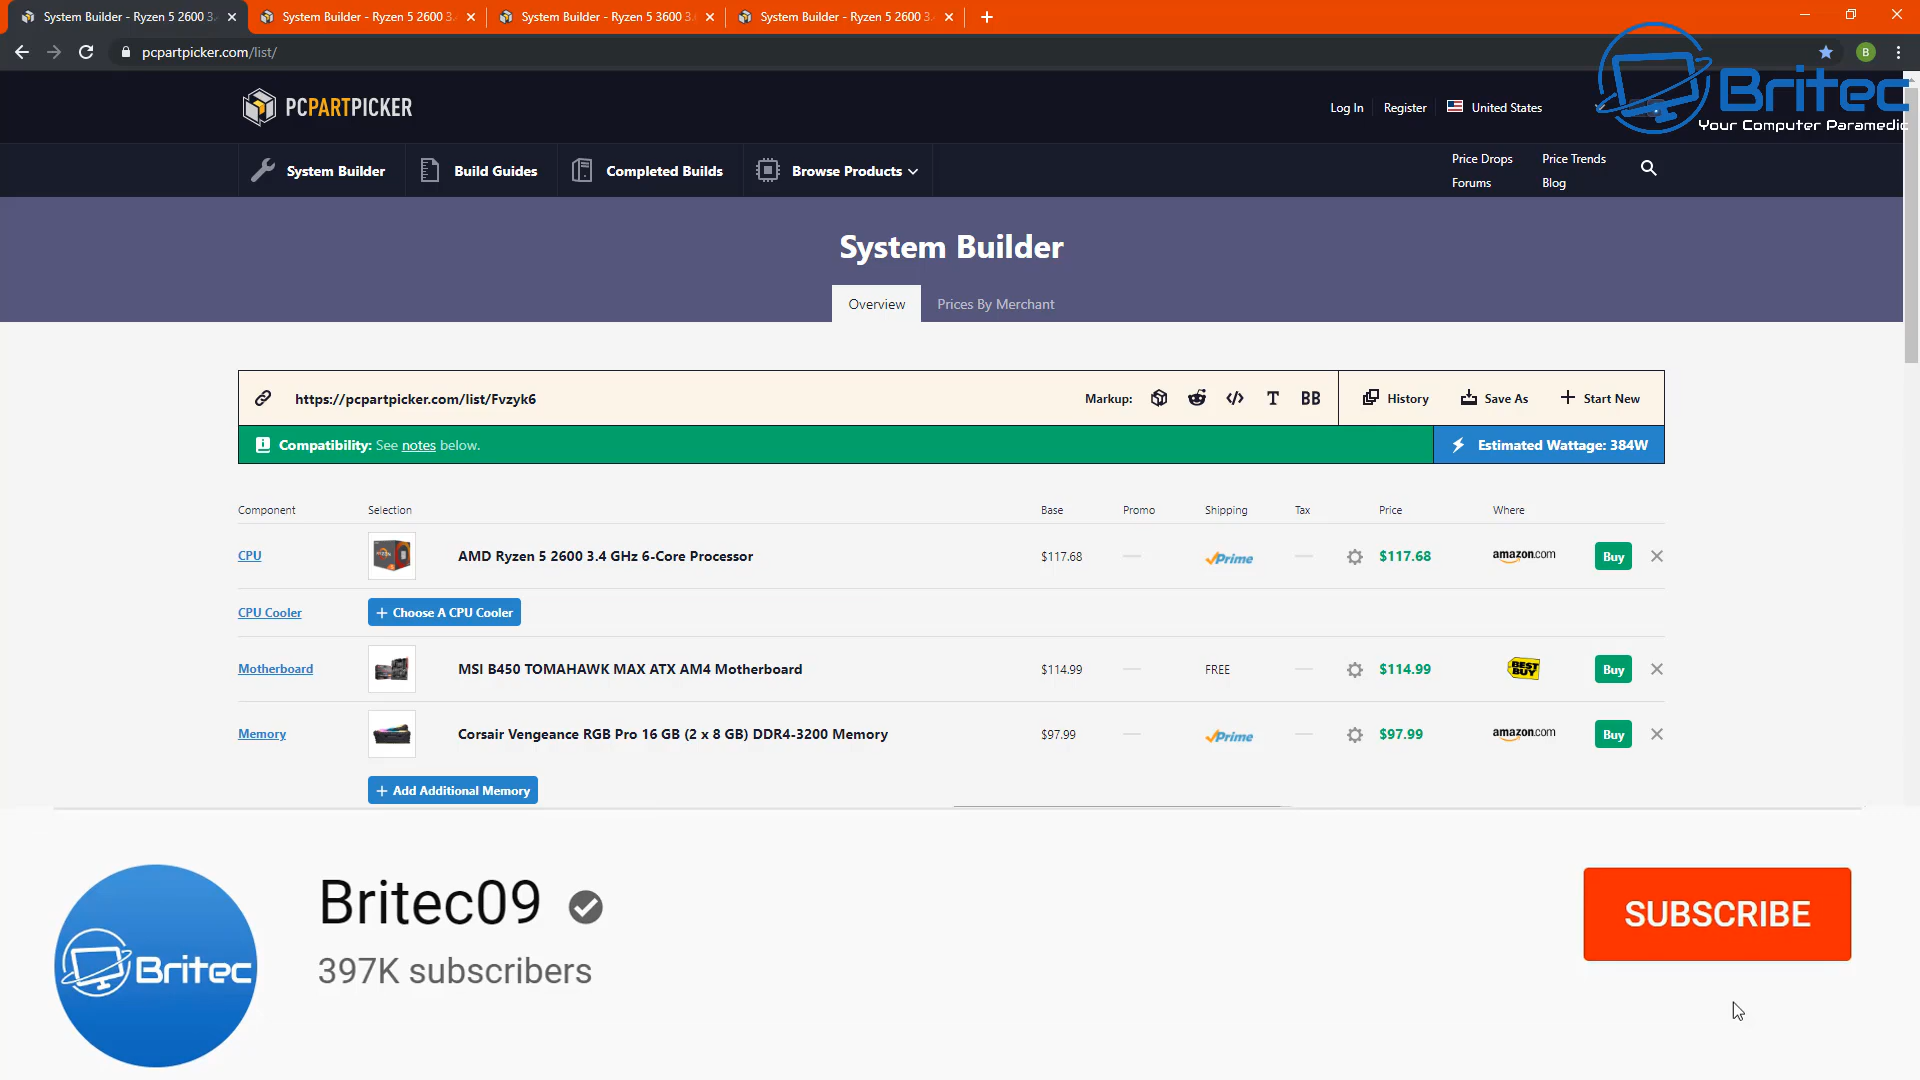 System Builder - Ryzen 5 2600 3.
System Builder - Ryzen 5 2600 3.
System Builder - Ryzen 5 3600 3.
System Builder - Ryzen 5 2600 3.
pcpartpicker.com/list/
B
PCPARTPICKER
Log In
Register
United States
Britec
Your Computer Paramedic
System Builder
Build Guides
Completed Builds
Browse Products
Price Drops
Price Trends
Forums
Blog
System Builder
Overview
Prices By Merchant
https://pcpartpicker.com/list/Fvzyk6
Markup:
T
BB
History
Save As
Start New
Compatibility: See notes below.
Estimated Wattage: 384W
Component
Selection
Base
Promo
Shipping
Tax
Price
Where
CPU
RYZEN
AMD Ryzen 5 2600 3.4 GHz 6-Core Processor
$117.68
Prime
$117.68
amazon.com
Buy
CPU Cooler
+ Choose A CPU Cooler
Motherboard
MSI B450 TOMAHAWK MAX ATX AM4 Motherboard
$114.99
FREE
$114.99
BEST BUY
Buy
Memory
Corsair Vengeance RGB Pro 16 GB (2 x 8 GB) DDR4-3200 Memory
$97.99
Prime
$97.99
amazon.com
Buy
+ Add Additional Memory
Britec
Britec09
397K subscribers
SUBSCRIBE